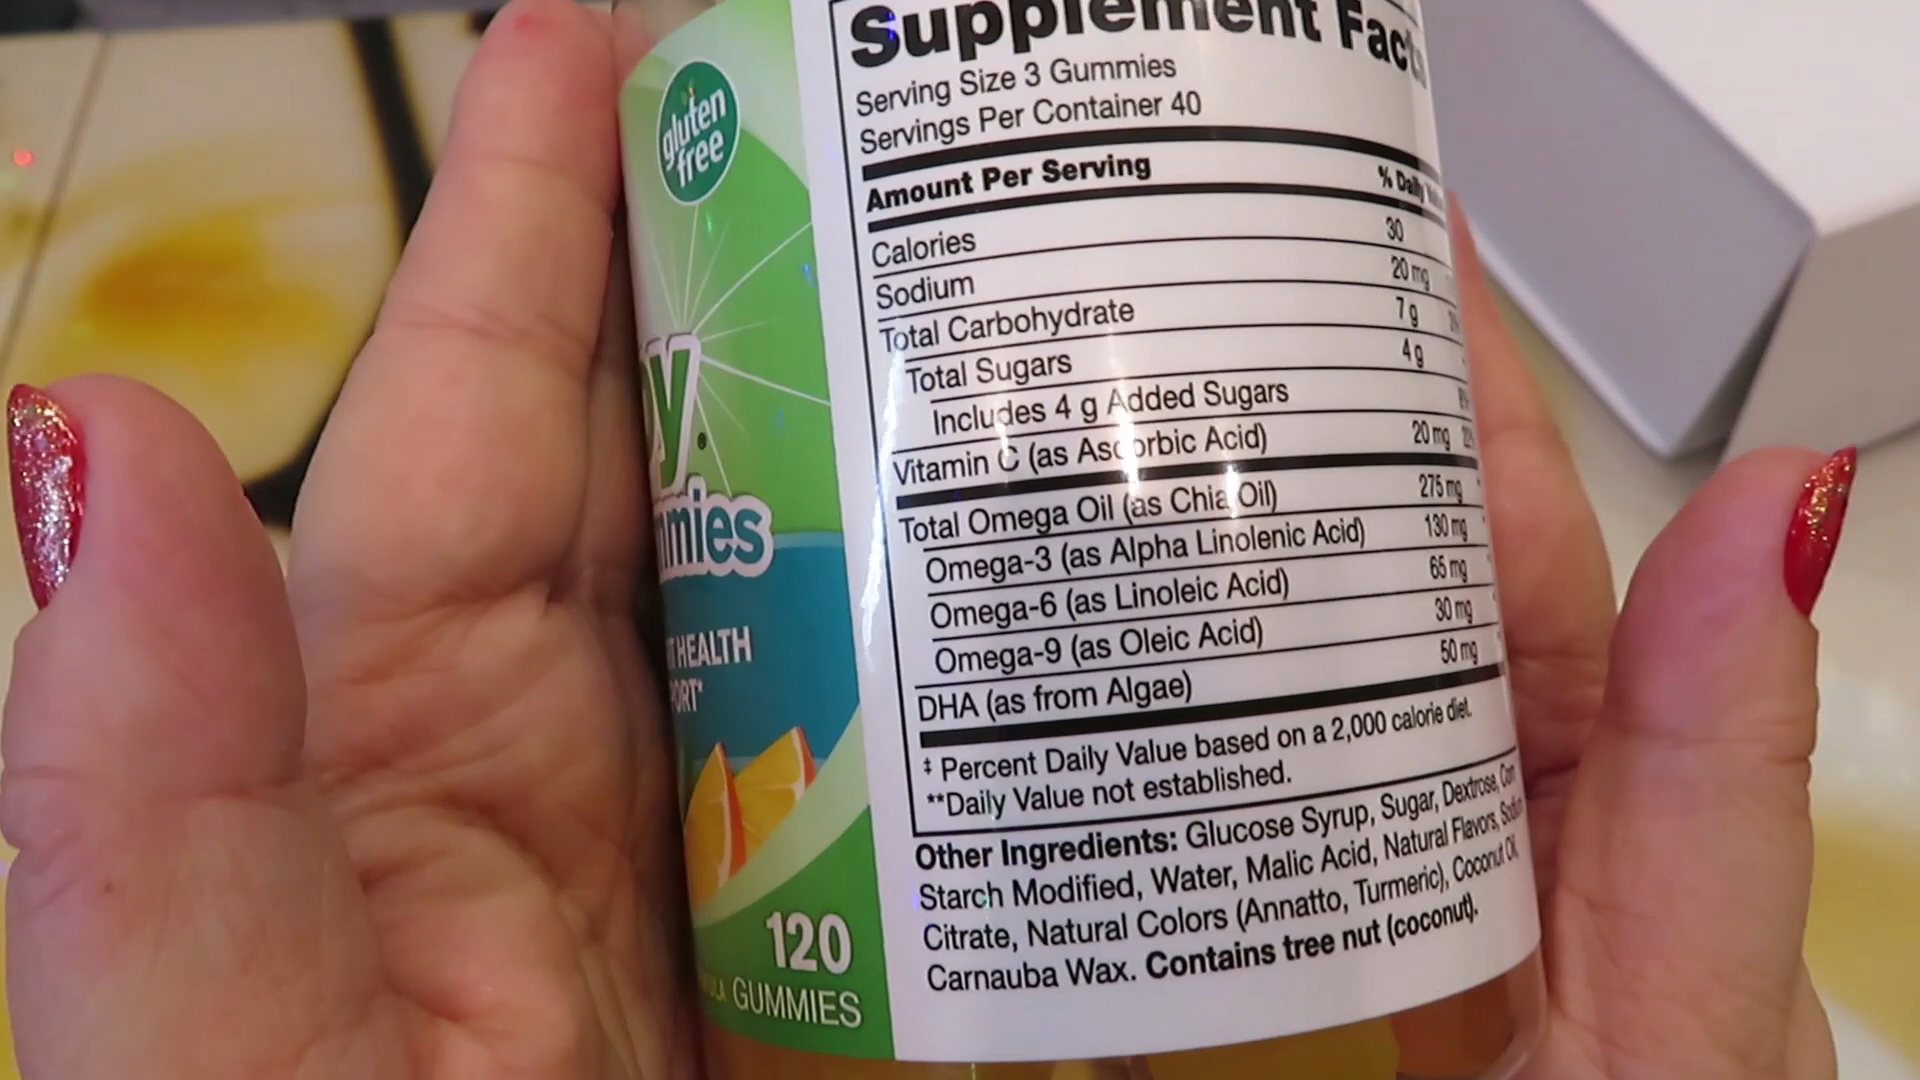 gluten
free
HEALTH
120
GUMMIES
Supplement Facts
Serving Size 3 Gummies
Servings Per Container 40
Amount Per Serving % Daily
Calories 30
Sodium 20 mg
Total Carbohydrate 7 g
Total Sugars 4 g
Includes 4 g Added Sugars 8%
Vitamin C (as Ascorbic Acid) 20 mg
Total Omega Oil (as Chia Oil) 275 mg
Omega-3 (as Alpha Linolenic Acid) 130 mg
Omega-6 (as Linoleic Acid) 65 mg
Omega-9 (as Oleic Acid) 30 mg
DHA (as from Algae) 50 mg
‡ Percent Daily Value based on a 2,000 calorie diet.
**Daily Value not established.
Other Ingredients: Glucose Syrup, Sugar, Dextrose, Corn
Starch Modified, Water, Malic Acid, Natural Flavors, Sodium
Citrate, Natural Colors (Annatto, Turmeric), Coconut Oil,
Carnauba Wax. Contains tree nut (coconut).